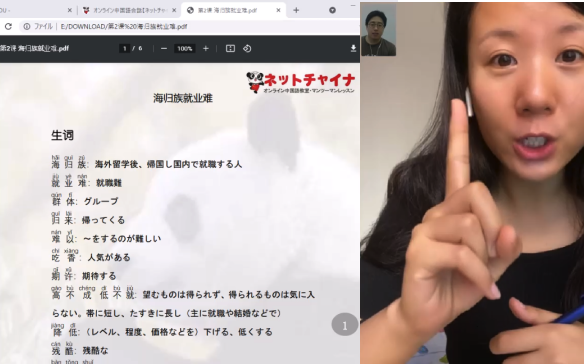 ネットチャイナ
第2课 海归族就业难.pdf
ファイル
E:/DOWNLOAD/第2课%20海归族就业难.pdf
第2课 海归族就业难.pdf
1 / 6
100%
ネットチャイナ
オンライン中国語教室・マンツーマンレッスン
海归族就业难
生词
hǎi guī zú
海 归 族: 海外留学後、帰国し国内で就職する人
jiù yè nán
就 业 难: 就職難
qún tǐ
群 体: グループ
guī lái
归 来: 帰ってくる
nán yǐ
难 以: ～をするのが難しい
chī xiāng
吃 香: 人気がある
qī xǔ
期 许: 期待する
gāo bù chéng dī bú jiù
高 不 成 低 不 就: 望むものは得られず、得られるものは気に入
らない。帯に短し、たすきに長し（主に就職や結婚などで）
jiàng dī
降 低: （レベル、程度、価格などを）下げる、低くする
cán kù
残 酷: 残酷な
1